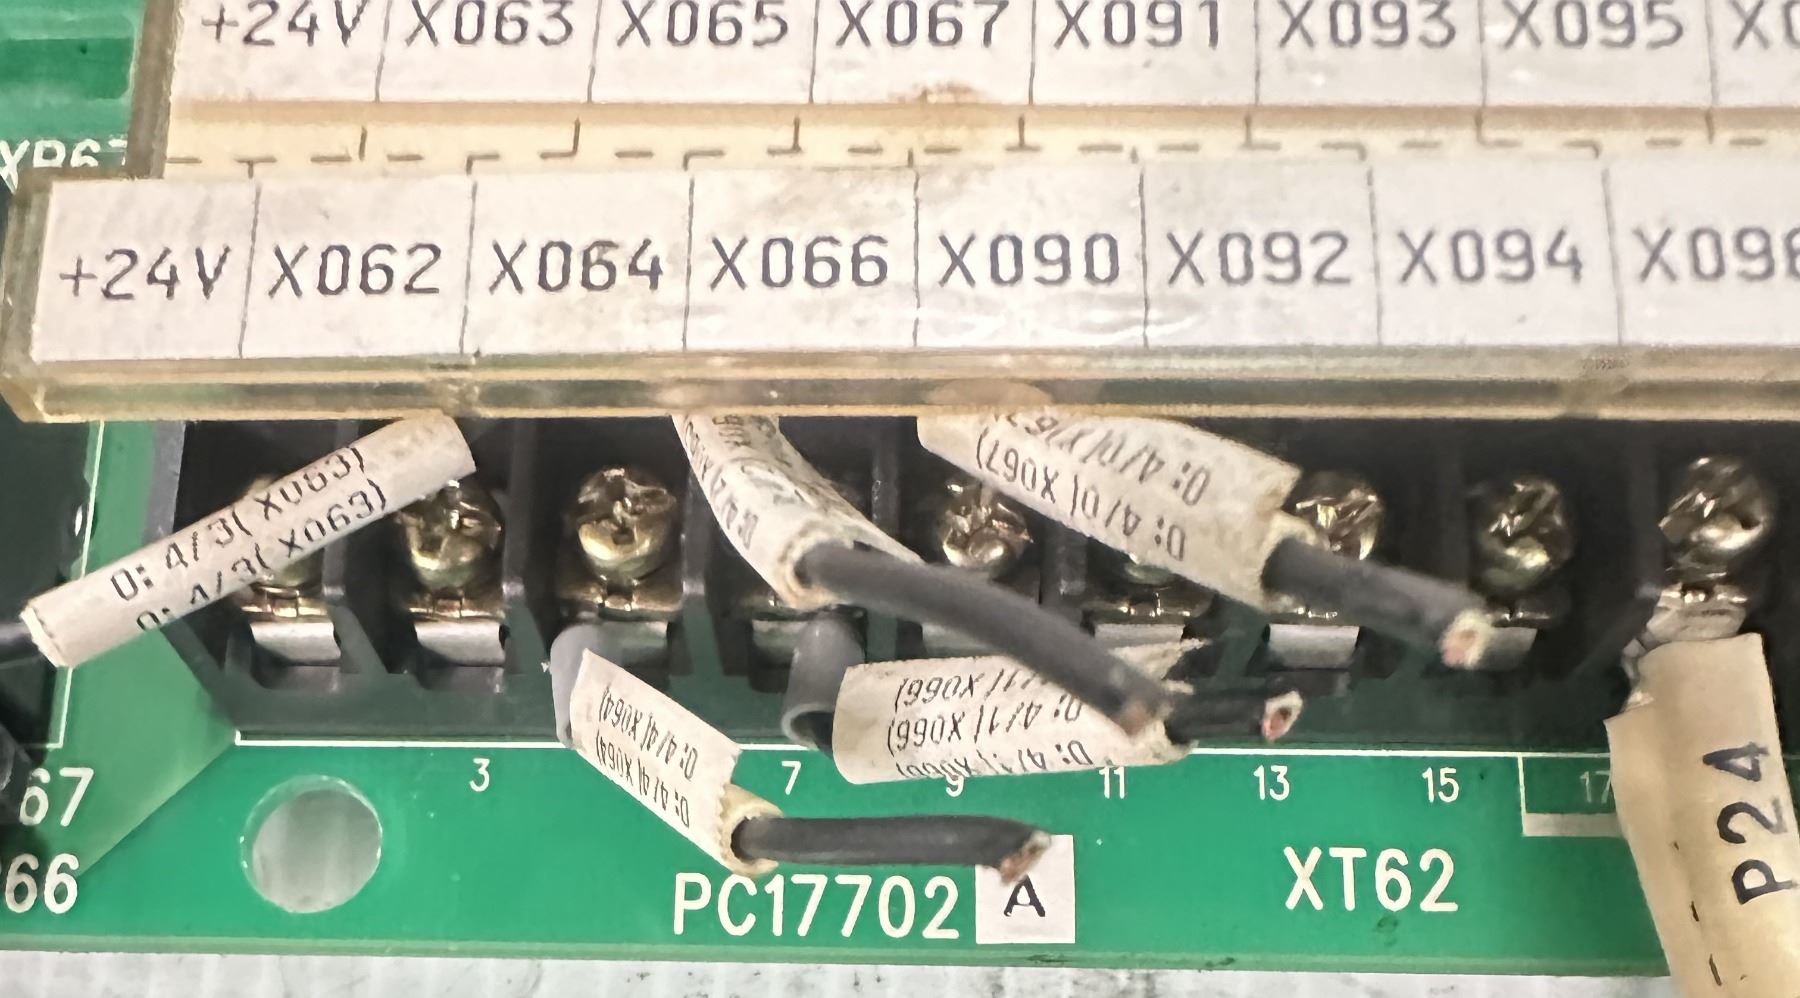 +24V X063 X065 X067 X091 X093 X095
+24V X062 X064 X066 X090 X092 X094
0: 4/3( X063)
0: 4/3( X063)
0: 4/0( X067)
0: 4/4( X064)
0: 4/4( X064)
0: 4/1( X066)
0: 4/1( X066)
3 7 9 11 13 15 17
67
66
PC17702 A
XT62
P24